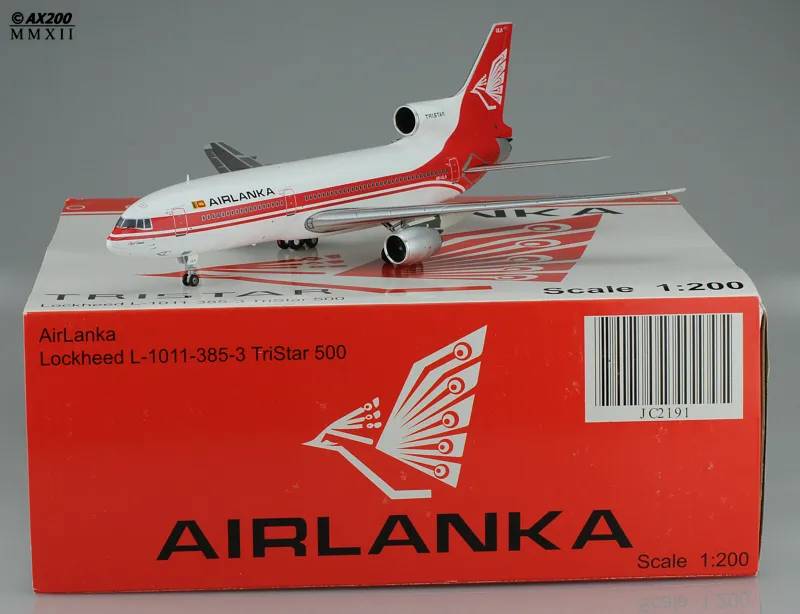 © AX200
MMXII
TRISTAR
AIRLANKA
AIRLANKA
TRISTAR
Lockheed L-1011-385-3 TriStar 500
Scale 1:200
AirLanka
Lockheed L-1011-385-3 TriStar 500
JC2191
AIRLANKA
Scale 1:200